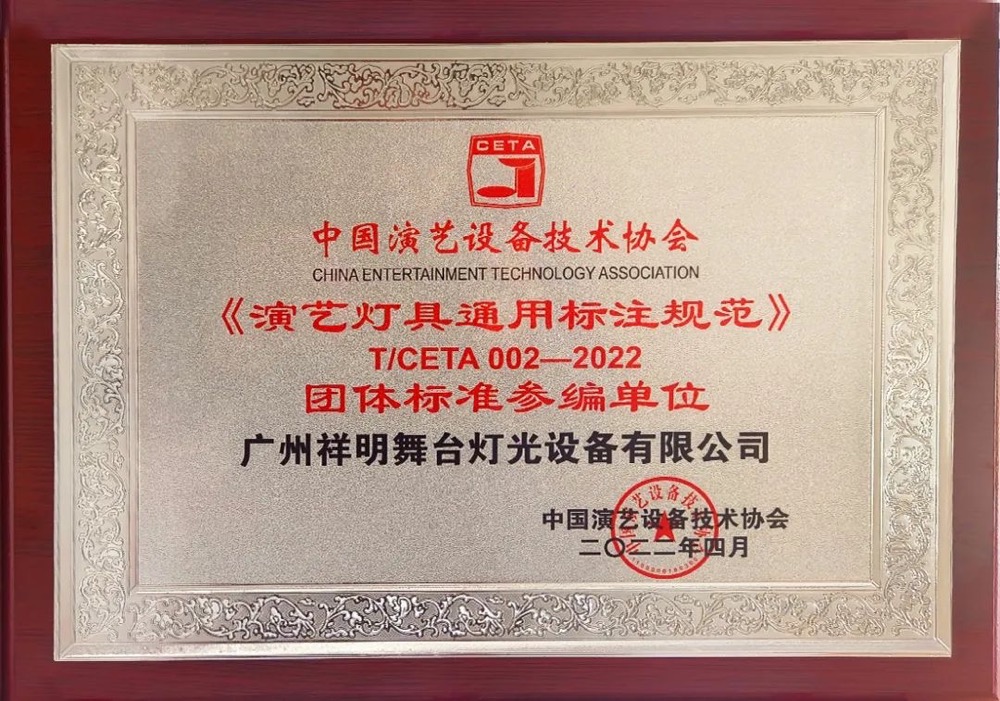 CETA
中国演艺设备技术协会
CHINA ENTERTAINMENT TECHNOLOGY ASSOCIATION
《演艺灯具通用标注规范》
T/CETA 002—2022
团体标准参编单位
广州祥明舞台灯光设备有限公司
中国演艺设备技术协会
二〇二二年四月